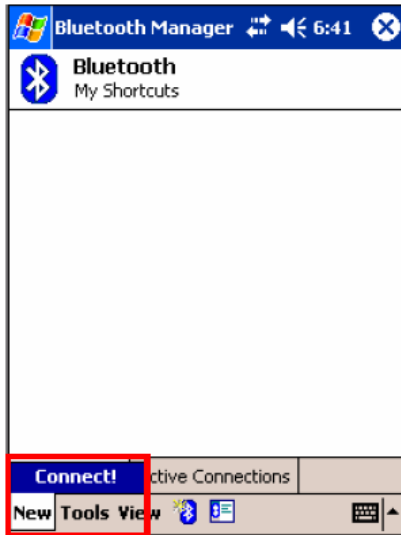 Bluetooth Manager 6:41
Bluetooth
My Shortcuts
Connect! ctive Connections
New Tools View